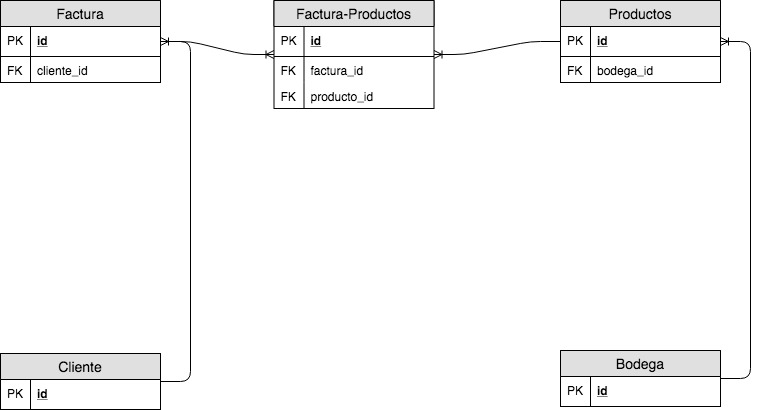 Factura
PK id
FK cliente_id
Factura-Productos
PK id
FK factura_id
FK producto_id
Productos
PK id
FK bodega_id
Cliente
PK id
Bodega
PK id